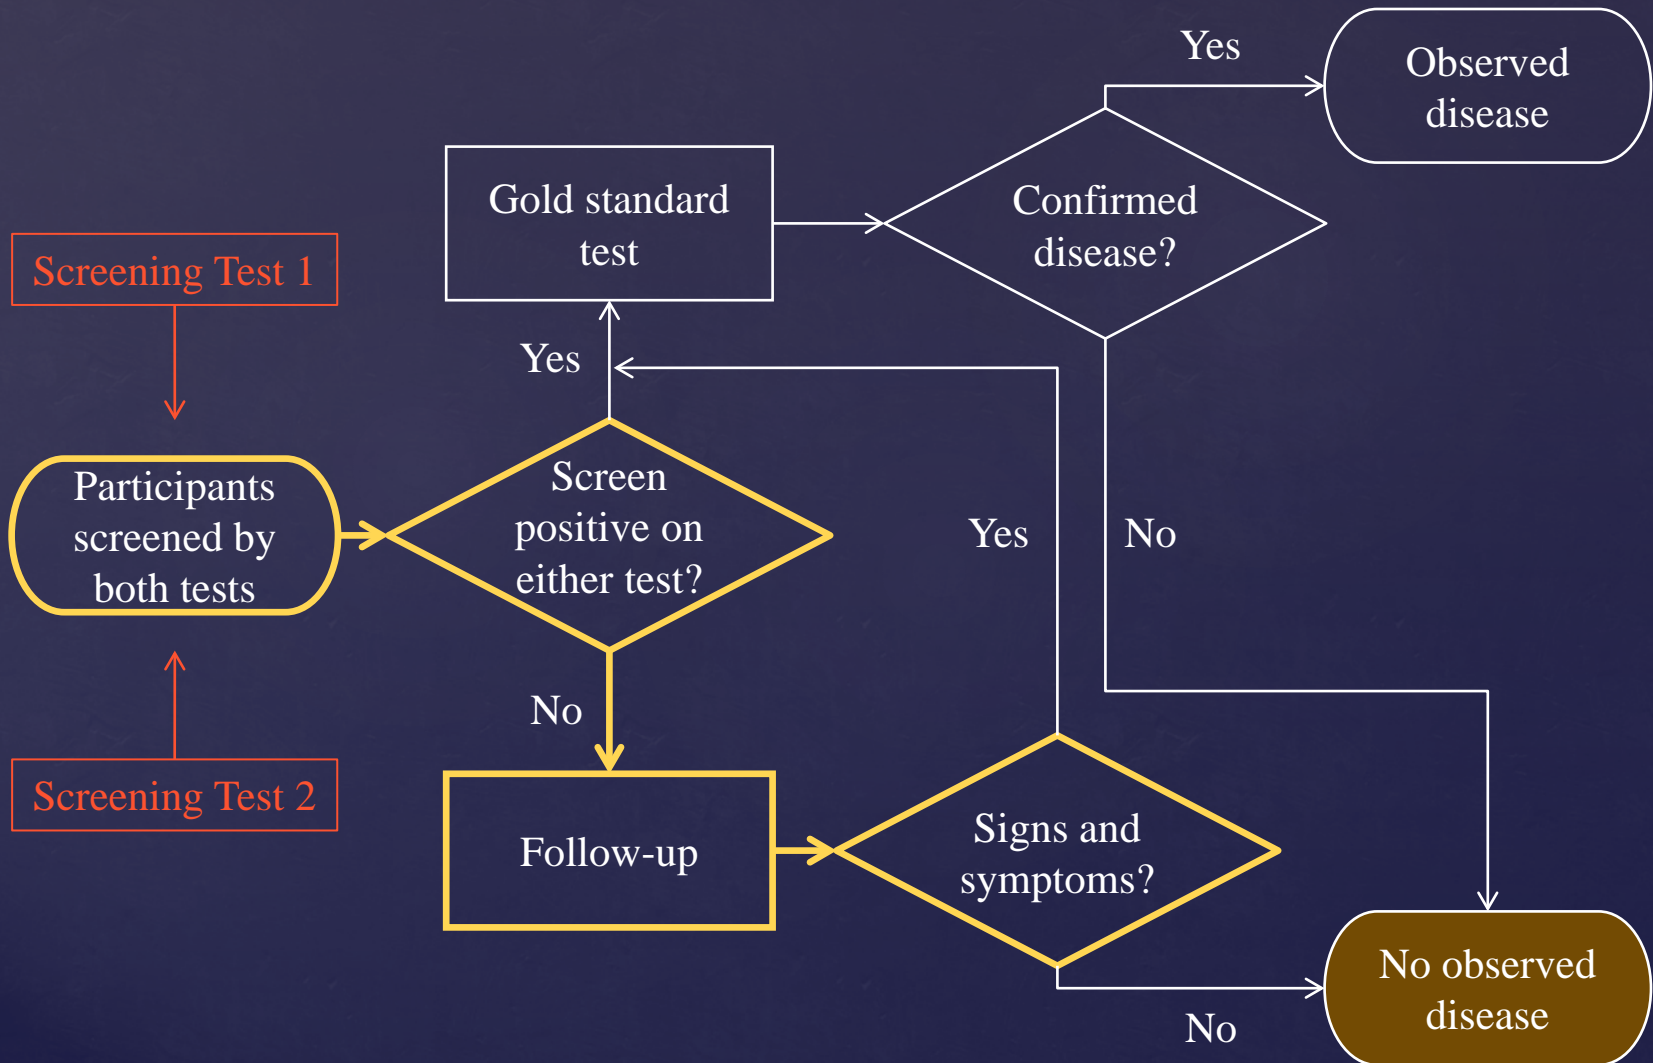 Yes
Observed
disease
Gold standard
test
Confirmed
disease?
Screening Test 1
Yes
Participants
screened by
both tests
Screen
positive on
either test?
Yes
No
No
Screening Test 2
Follow-up
Signs and
symptoms?
No observed
disease
No